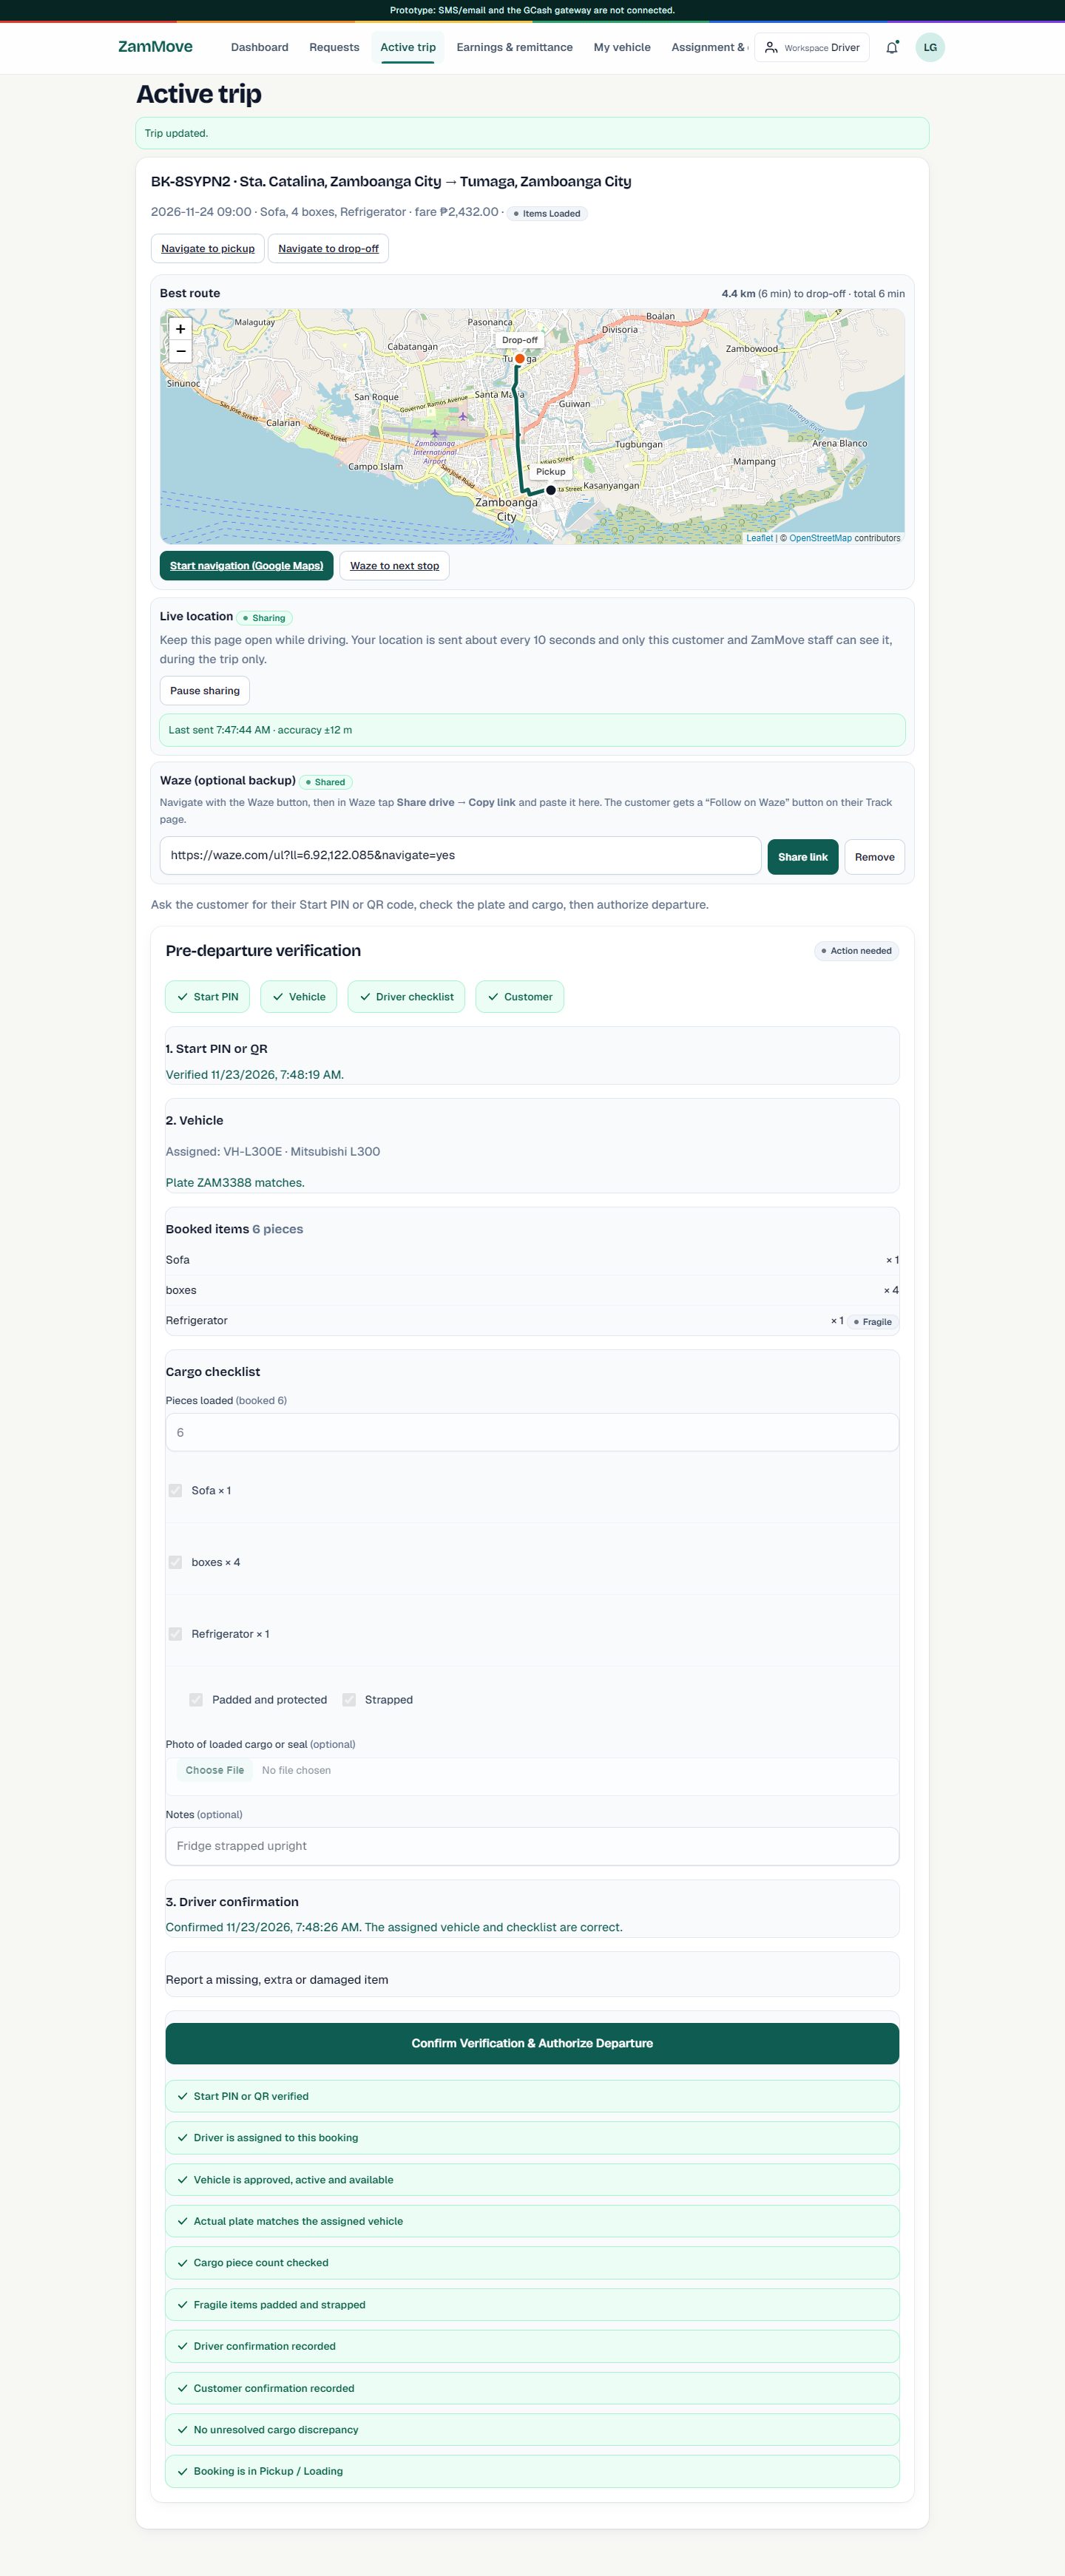 Prototype: SMS/email and the GCash gateway are not connected.
ZamMove
Dashboard
Requests
Active trip
Earnings & remittance
My vehicle
Assignment &
Workspace Driver
LG
Active trip
Trip updated.
BK-8SYPN2 · Sta. Catalina, Zamboanga City → Tumaga, Zamboanga City
2026-11-24 09:00 · Sofa, 4 boxes, Refrigerator · fare ₱2,432.00 · Items Loaded
Navigate to pickup
Navigate to drop-off
Best route
4.4 km (6 min) to drop-off · total 6 min
+
−
Malagutay
Pasonanca
Boalan
Divisoria
Cabatangan
Drop-off
Zambowood
Sinunoc
San Roque
Santa Maria
Governor Ramos Avenue
Guiwan
San Jose Street
Calarian
San Jose Street
Zamboanga
International
Airport
Tugbungan
Arena Blanco
Campo Islam
San Jose Road
Pickup
Mampang
Kasanyangan
Zamboanga
City
Leaflet | © OpenStreetMap contributors
Start navigation (Google Maps)
Waze to next stop
Live location Sharing
Keep this page open while driving. Your location is sent about every 10 seconds and only this customer and ZamMove staff can see it,
during the trip only.
Pause sharing
Last sent 7:47:44 AM · accuracy ±12 m
Waze (optional backup) Shared
Navigate with the Waze button, then in Waze tap Share drive → Copy link and paste it here. The customer gets a “Follow on Waze” button on their Track
page.
https://waze.com/ul?ll=6.92,122.085&navigate=yes
Share link
Remove
Ask the customer for their Start PIN or QR code, check the plate and cargo, then authorize departure.
Pre-departure verification
Action needed
Start PIN
Vehicle
Driver checklist
Customer
1. Start PIN or QR
Verified 11/23/2026, 7:48:19 AM.
2. Vehicle
Assigned: VH-L300E · Mitsubishi L300
Plate ZAM3388 matches.
Booked items 6 pieces
Sofa × 1
boxes × 4
Refrigerator × 1 Fragile
Cargo checklist
Pieces loaded (booked 6)
6
Sofa × 1
boxes × 4
Refrigerator × 1
Padded and protected
Strapped
Photo of loaded cargo or seal (optional)
Choose File No file chosen
Notes (optional)
Fridge strapped upright
3. Driver confirmation
Confirmed 11/23/2026, 7:48:26 AM. The assigned vehicle and checklist are correct.
Report a missing, extra or damaged item
Confirm Verification & Authorize Departure
Start PIN or QR verified
Driver is assigned to this booking
Vehicle is approved, active and available
Actual plate matches the assigned vehicle
Cargo piece count checked
Fragile items padded and strapped
Driver confirmation recorded
Customer confirmation recorded
No unresolved cargo discrepancy
Booking is in Pickup / Loading